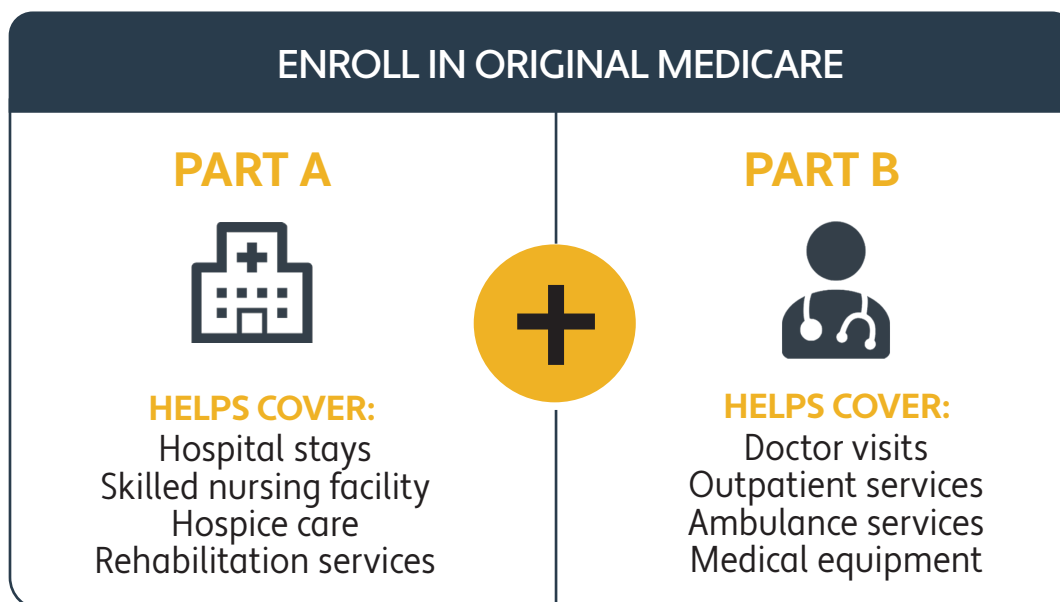 ENROLL IN ORIGINAL MEDICARE
PART A
HELPS COVER:
Hospital stays
Skilled nursing facility
Hospice care
Rehabilitation services
PART B
HELPS COVER:
Doctor visits
Outpatient services
Ambulance services
Medical equipment